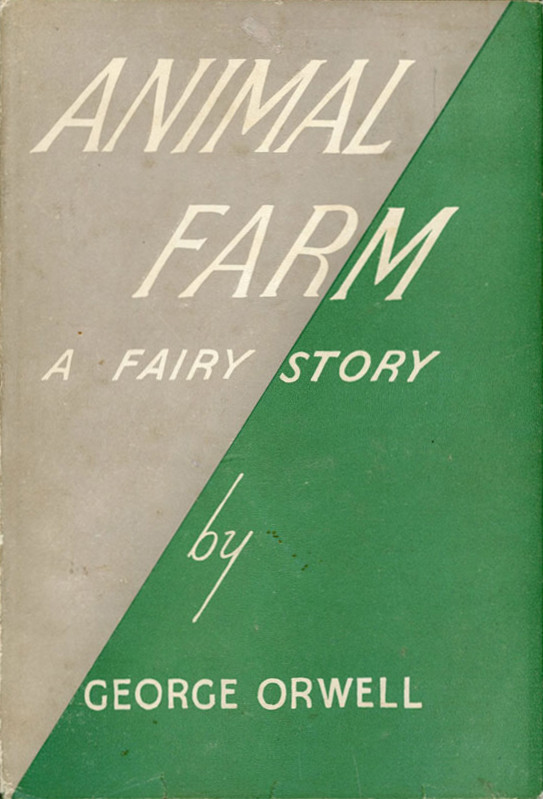 ANIMAL
FARM
A FAIRY STORY
by
GEORGE ORWELL